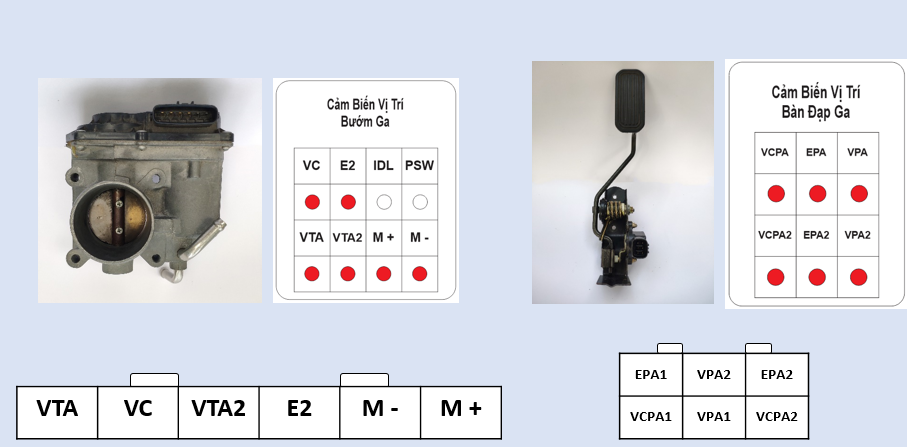 Cảm Biến Vị Trí
Bướm Ga
VC E2 IDL PSW
VTA VTA2 M + M -
Cảm Biến Vị Trí
Bàn Đạp Ga
VCPA EPA VPA
VCPA2 EPA2 VPA2
VTA VC VTA2 E2 M - M +
EPA1 VPA2 EPA2
VCPA1 VPA1 VCPA2